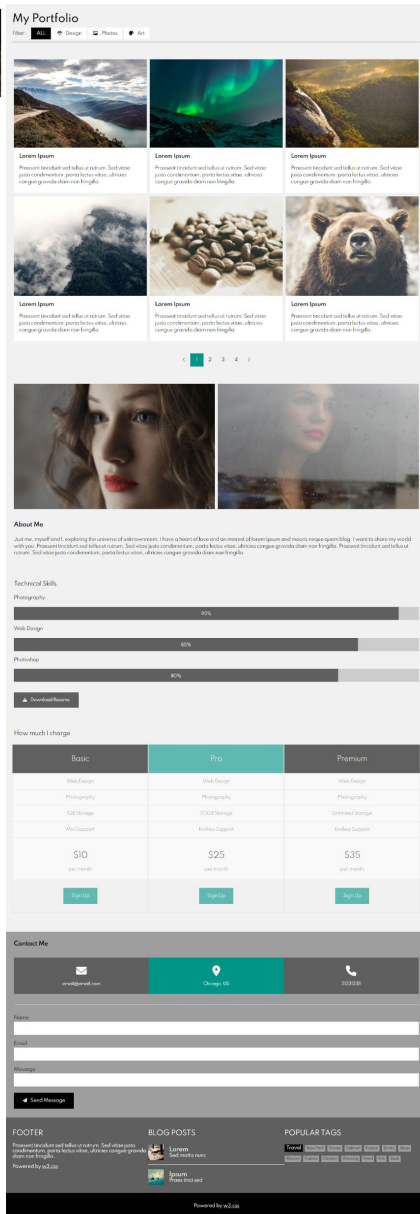 My Portfolio
Filter: ALL Design Photos Art
Lorem Ipsum
Praesent tincidunt sed tellus ut rutrum. Sed vitae
justo condimentum, porta lectus vitae, ultricies
congue gravida diam non fringilla.
Lorem Ipsum
Praesent tincidunt sed tellus ut rutrum. Sed vitae
justo condimentum, porta lectus vitae, ultricies
congue gravida diam non fringilla.
Lorem Ipsum
Praesent tincidunt sed tellus ut rutrum. Sed vitae
justo condimentum, porta lectus vitae, ultricies
congue gravida diam non fringilla.
Lorem Ipsum
Praesent tincidunt sed tellus ut rutrum. Sed vitae
justo condimentum, porta lectus vitae, ultricies
congue gravida diam non fringilla.
Lorem Ipsum
Praesent tincidunt sed tellus ut rutrum. Sed vitae
justo condimentum, porta lectus vitae, ultricies
congue gravida diam non fringilla.
Lorem Ipsum
Praesent tincidunt sed tellus ut rutrum. Sed vitae
justo condimentum, porta lectus vitae, ultricies
congue gravida diam non fringilla.
‹ 1 2 3 4 ›
About Me
Just me, myself and I, exploring the universe of unknownment. I have a heart of love and an interest of lorem ipsum and mauris neque quam blog. I want to share my world
with you. Praesent tincidunt sed tellus ut rutrum. Sed vitae justo condimentum, porta lectus vitae, ultricies congue gravida diam non fringilla. Praesent tincidunt sed tellus ut
rutrum. Sed vitae justo condimentum, porta lectus vitae, ultricies congue gravida diam non fringilla.
Technical Skills
Photography
95%
Web Design
85%
Photoshop
80%
Download Resume
How much I charge
Basic
Web Design
Photography
1GB Storage
Mail Support
$10
per month
Sign Up
Pro
Web Design
Photography
50GB Storage
Endless Support
$25
per month
Sign Up
Premium
Web Design
Photography
Unlimited Storage
Endless Support
$35
per month
Sign Up
Contact Me
email@email.com
Chicago, US
512312311
Name
Email
Message
Send Message
FOOTER
Praesent tincidunt sed tellus ut rutrum. Sed vitae justo
condimentum, porta lectus vitae, ultricies congue gravida
diam non fringilla.
Powered by w3.css
BLOG POSTS
Lorem
Sed mattis nunc
Ipsum
Praes tinci sed
POPULAR TAGS
Travel
Powered by w3.css